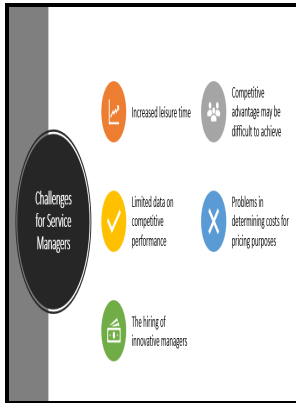 Challenges
for Service
Managers
Increased leisure time
Competitive
advantage may be
difficult to achieve
Limited data on
competitive
performance
Problems in
determining costs for
pricing purposes
The hiring of
innovative managers